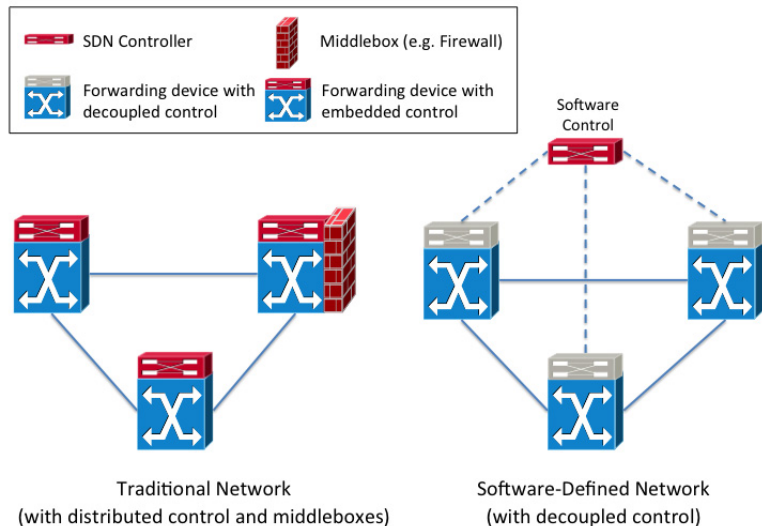 SDN Controller
Middlebox (e.g. Firewall)
Forwarding device with
decoupled control
Forwarding device with
embedded control
Software
Control
Traditional Network
(with distributed control and middleboxes)
Software-Defined Network
(with decoupled control)